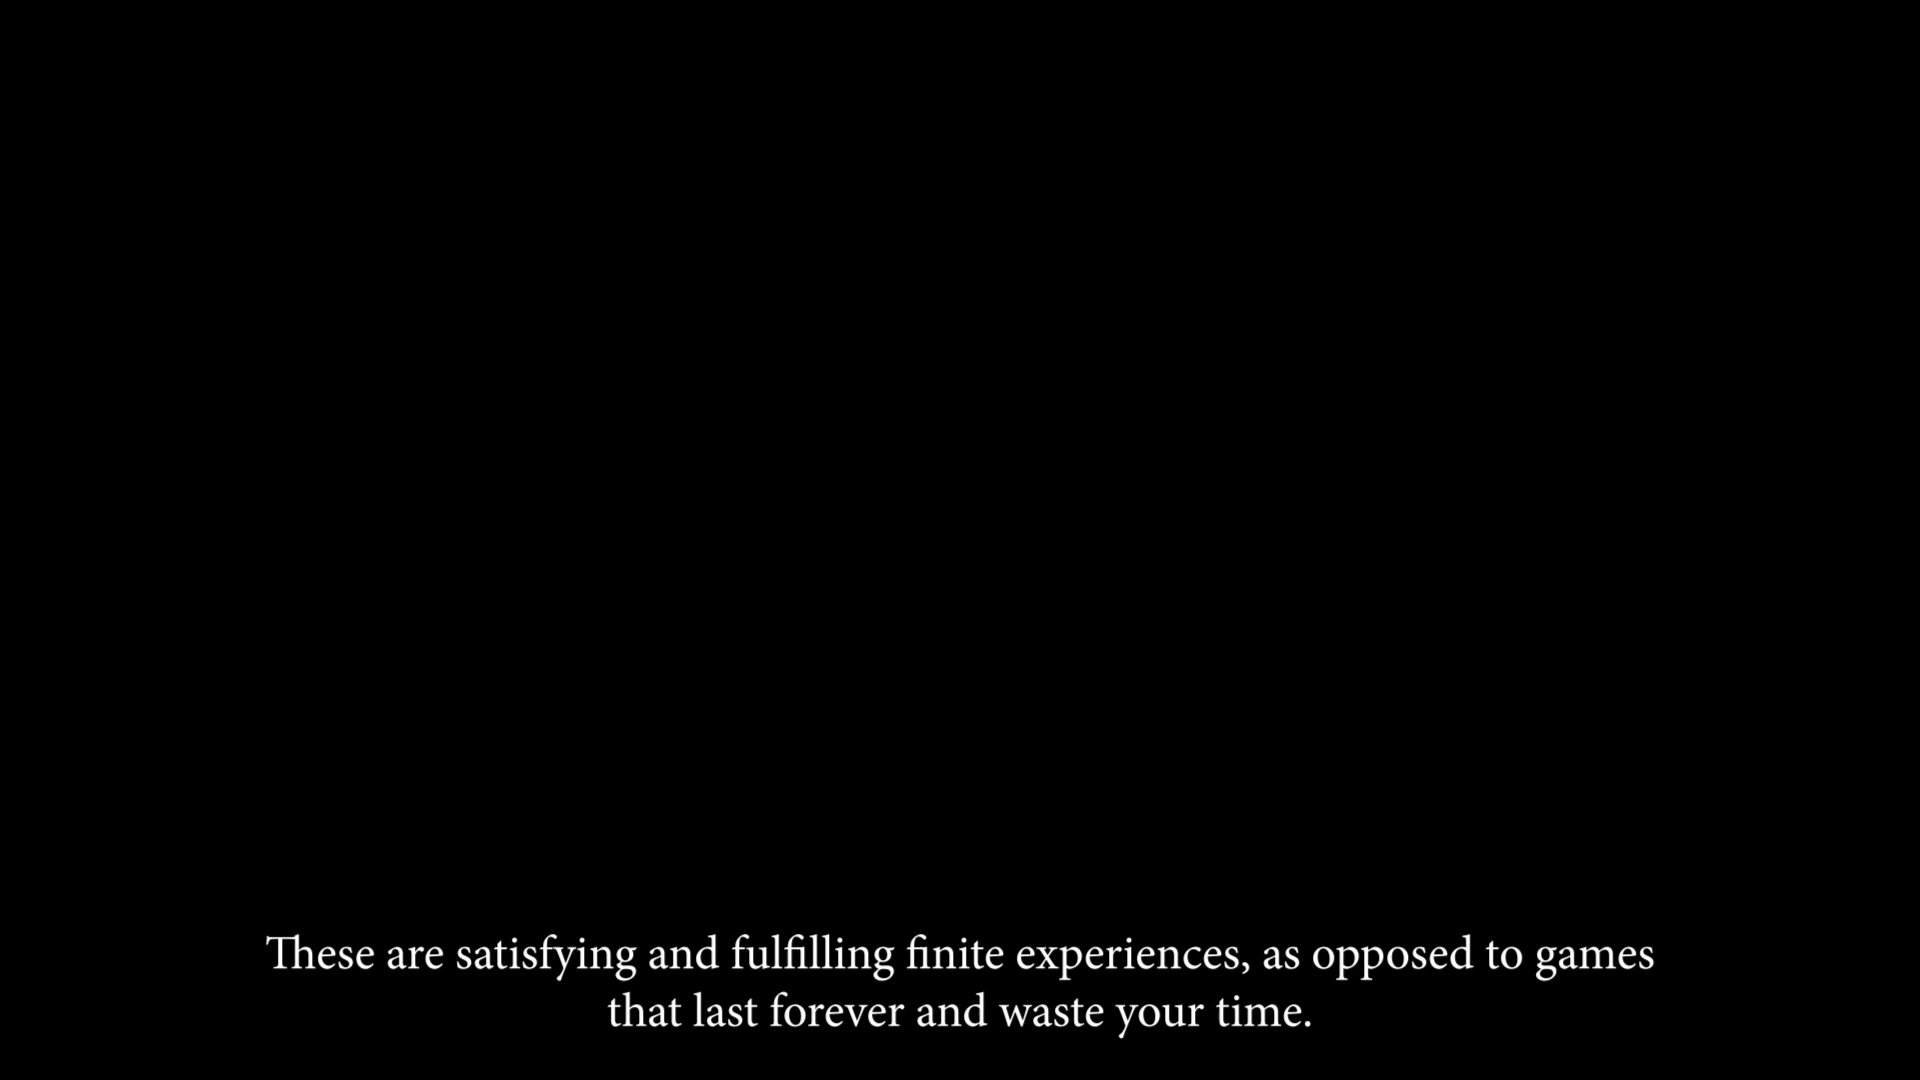 These are satisfying and fulfilling finite experiences, as opposed to games
that last forever and waste your time.